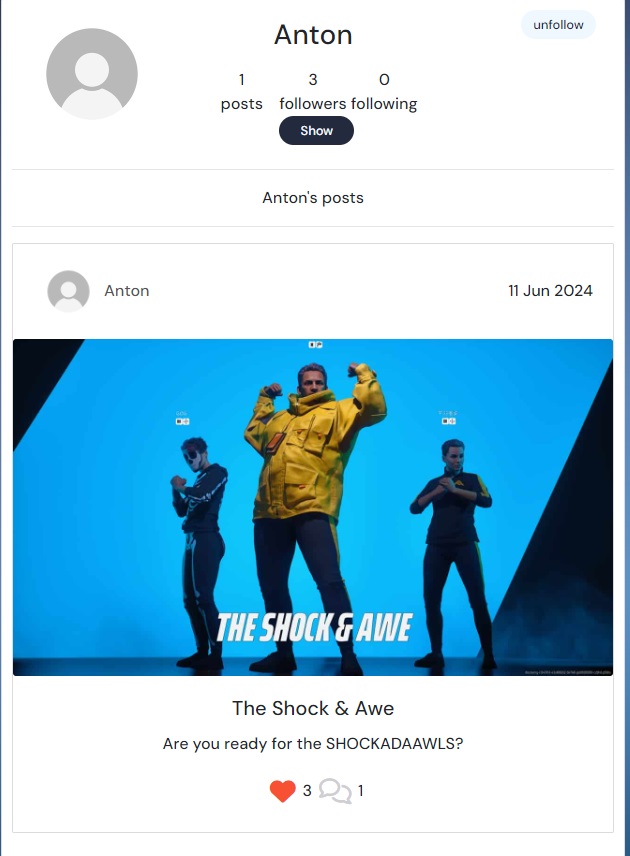 Anton
unfollow
1 3 0
posts followers following
Show
Anton's posts
Anton 11 Jun 2024
THE SHOCK & AWE
The Shock & Awe
Are you ready for the SHOCKADAAWLS?
3 1